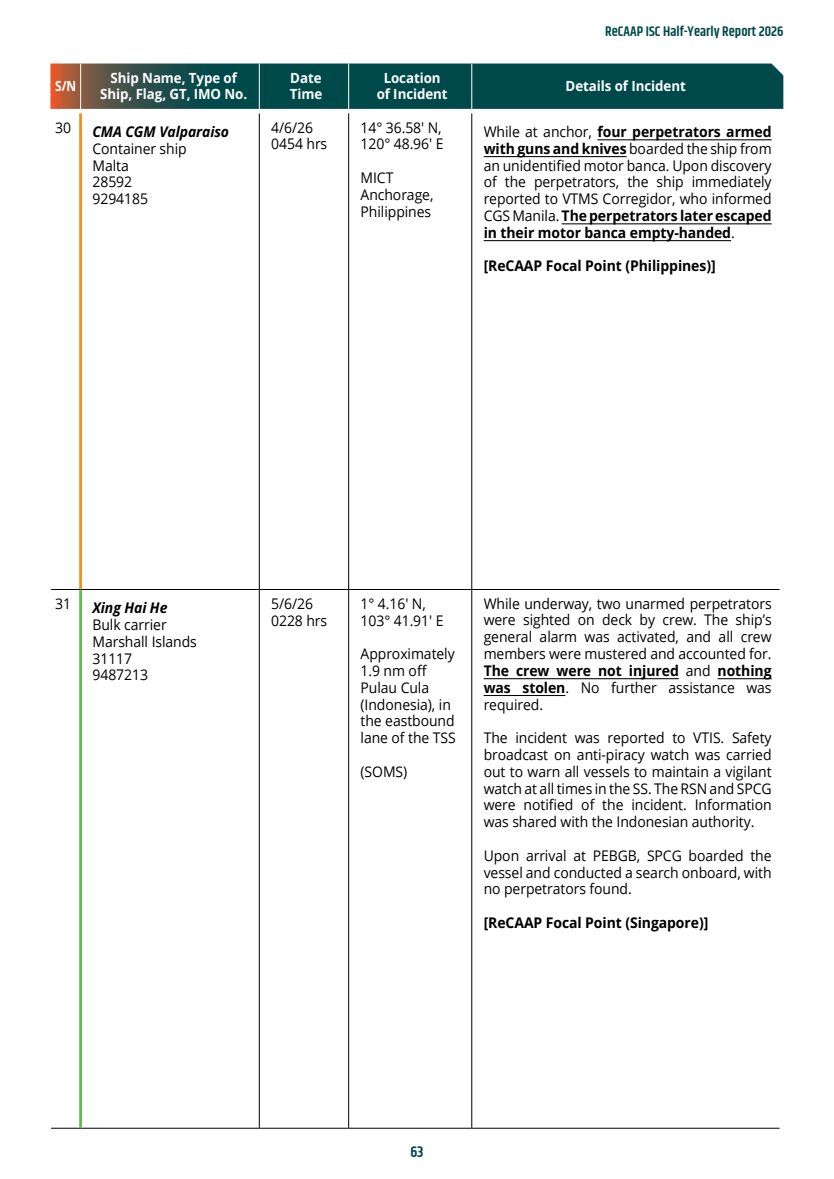 ReCAAP ISC Half-Yearly Report 2026
S/N
Ship Name, Type of
Ship, Flag, GT, IMO No.
Date
Time
Location
of Incident
Details of Incident
30
CMA CGM Valparaiso
Container ship
Malta
28592
9294185
4/6/26
0454 hrs
14° 36.58' N,
120° 48.96' E
MICT
Anchorage,
Philippines
While at anchor, four perpetrators armed
with guns and knives boarded the ship from
an unidentified motor banca. Upon discovery
of the perpetrators, the ship immediately
reported to VTMS Corregidor, who informed
CGS Manila. The perpetrators later escaped
in their motor banca empty-handed.
[ReCAAP Focal Point (Philippines)]
31
Xing Hai He
Bulk carrier
Marshall Islands
31117
9487213
5/6/26
0228 hrs
1° 4.16' N,
103° 41.91' E
Approximately
1.9 nm off
Pulau Cula
(Indonesia), in
the eastbound
lane of the TSS
(SOMS)
While underway, two unarmed perpetrators
were sighted on deck by crew. The ship's
general alarm was activated, and all crew
members were mustered and accounted for.
The crew were not injured and nothing
was stolen. No further assistance was
required.
The incident was reported to VTIS. Safety
broadcast on anti-piracy watch was carried
out to warn all vessels to maintain a vigilant
watch at all times in the SS. The RSN and SPCG
were notified of the incident. Information
was shared with the Indonesian authority.
Upon arrival at PEBGB, SPCG boarded the
vessel and conducted a search onboard, with
no perpetrators found.
[ReCAAP Focal Point (Singapore)]
63